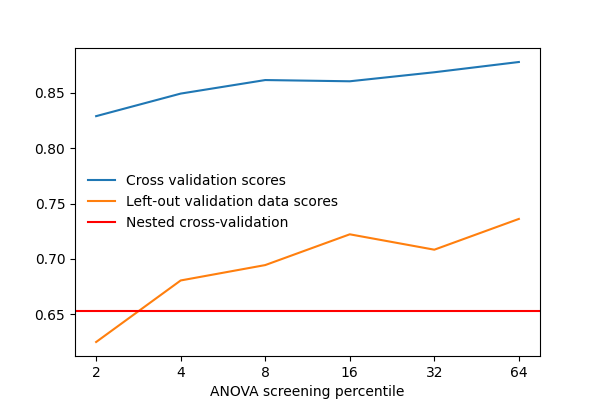 0.85
0.80
0.75
0.70
0.65
Cross validation scores
Left-out validation data scores
Nested cross-validation
2 4 8 16 32 64
ANOVA screening percentile